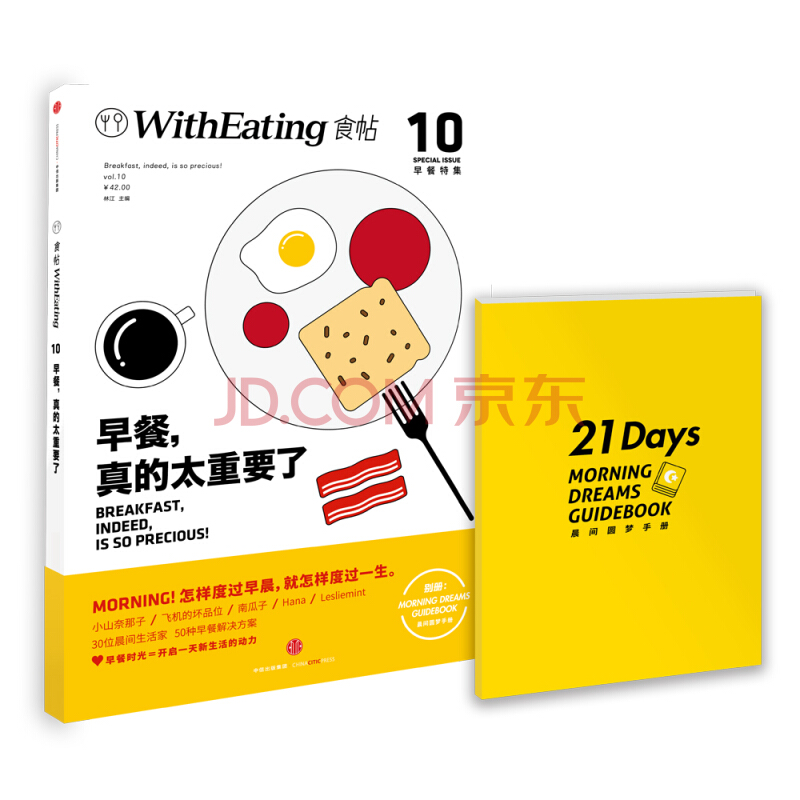 WithEating 食帖
10
SPECIAL ISSUE
早餐特集
Breakfast, indeed, is so precious!
vol.10
¥42.00
林江 主编
食帖 WithEating
10
早餐，真的太重要了
JD.COM 京东
早餐，
真的太重要了
BREAKFAST,
INDEED,
IS SO PRECIOUS!
MORNING! 怎样度过早晨，就怎样度过一生。
小山奈那子 / 飞机的坏品位 / 南瓜子 / Hana / Lesliemint
30位晨间生活家 50种早餐解决方案
早餐时光＝开启一天新生活的动力
别册：
MORNING DREAMS
GUIDEBOOK
晨间圆梦手册
中信出版集团
CHINA CITIC PRESS
21 Days
MORNING
DREAMS
GUIDEBOOK
晨间圆梦手册